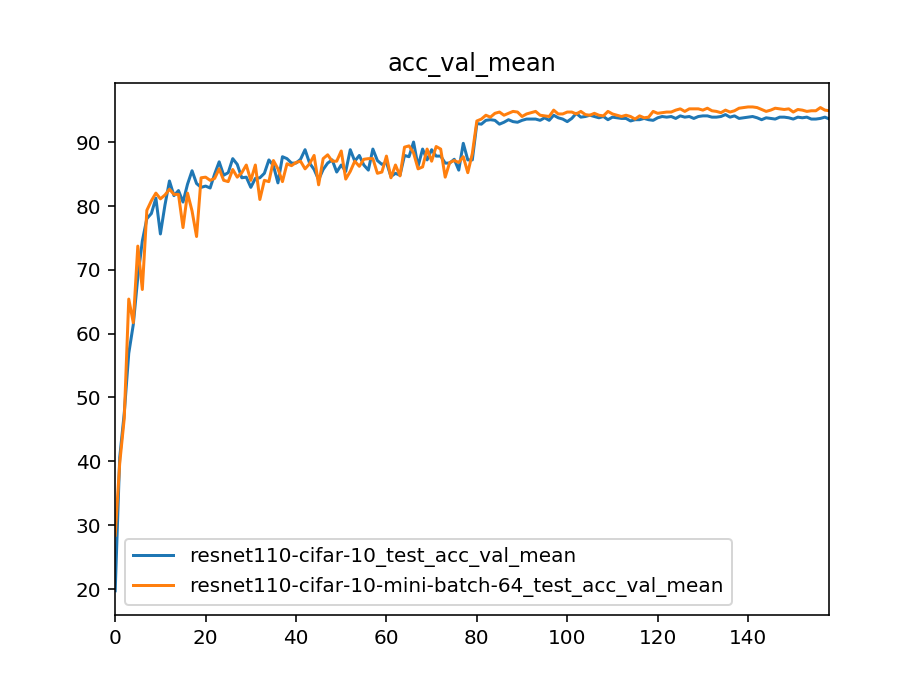 acc_val_mean
90
80
70
60
50
40
30
20
resnet110-cifar-10_test_acc_val_mean
resnet110-cifar-10-mini-batch-64_test_acc_val_mean
0 20 40 60 80 100 120 140